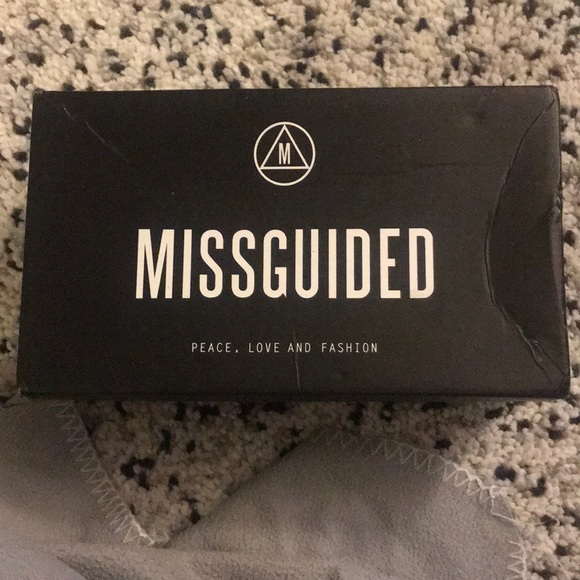 M
MISSGUIDED
PEACE, LOVE AND FASHION